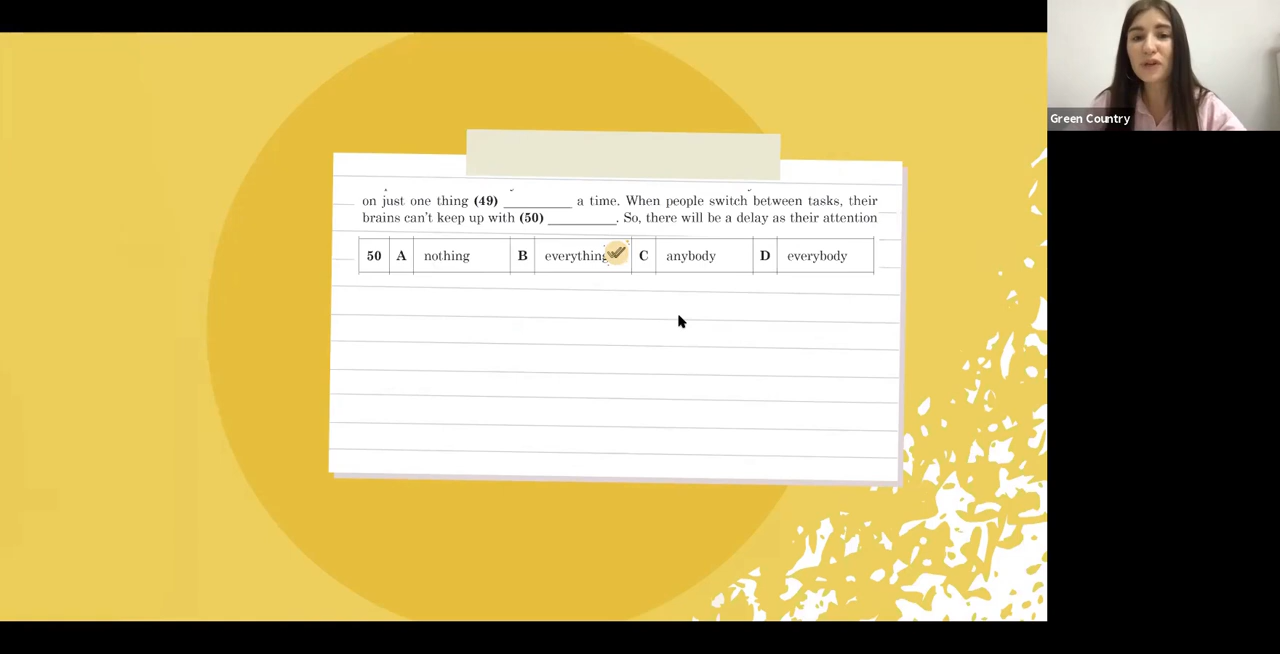 on just one thing (49) __________ a time. When people switch between tasks, their
brains can't keep up with (50) __________. So, there will be a delay as their attention
50 A nothing B everything C anybody D everybody
Green Country